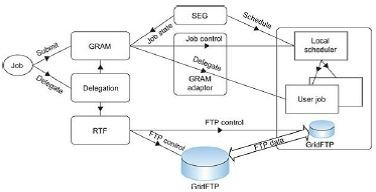 SEG
Schedule
Submit
GRAM
Job state
Job control
Local
scheduler
Job
Delegate
Delegation
Delegate
GRAM
adaptor
User job
RTF
FTP control
FTP control
FTP data
GridFTP
GridFTP